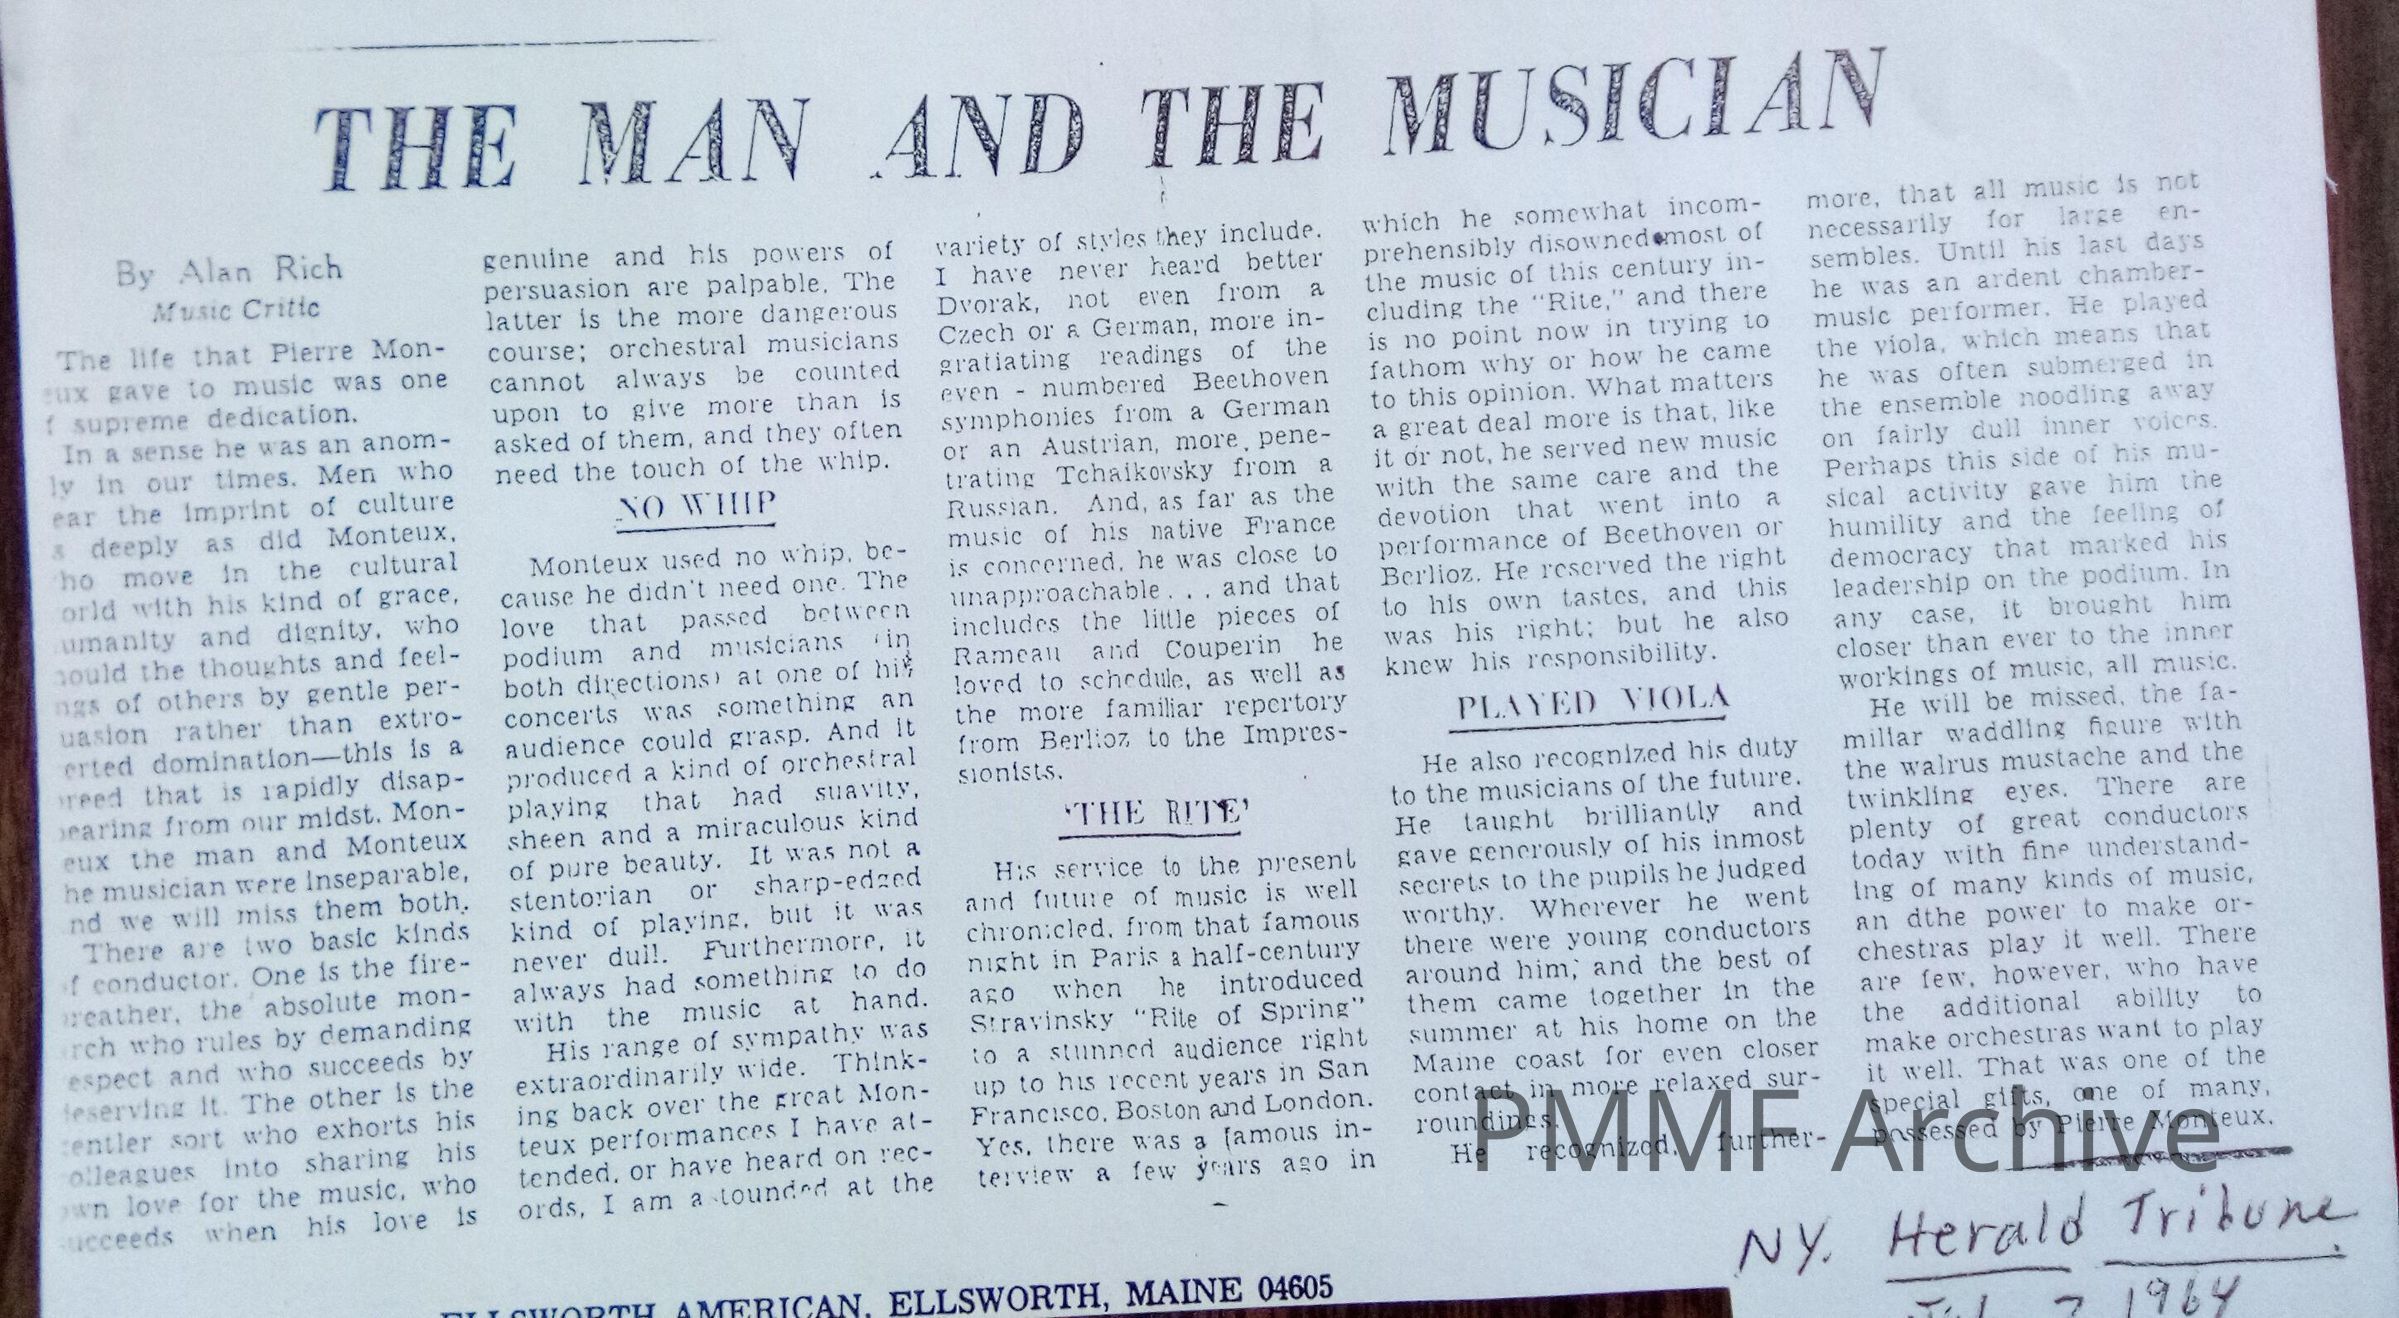 THE MAN AND THE MUSICIAN
By Alan Rich
Music Critic
The life that Pierre Mon-
eux gave to music was one
f supreme dedication.
In a sense he was an anom-
ly in our times. Men who
ear the imprint of culture
s deeply as did Monteux,
ho move in the cultural
orld with his kind of grace,
umanity and dignity, who
ould the thoughts and feel-
ngs of others by gentle per-
uasion rather than extro-
erted domination—this is a
reed that is rapidly disap-
earing from our midst. Mon-
eux the man and Monteux
he musician were inseparable,
nd we will miss them both.
There are two basic kinds
f conductor. One is the fire-
reather, the absolute mon-
rch who rules by demanding
espect and who succeeds by
eserving it. The other is the
entler sort who exhorts his
olleagues into sharing his
wn love for the music, who
ucceeds when his love is
genuine and his powers of
persuasion are palpable. The
latter is the more dangerous
course; orchestral musicians
cannot always be counted
upon to give more than is
asked of them, and they often
need the touch of the whip.
NO WHIP
Monteux used no whip, be-
cause he didn't need one. The
love that passed between
podium and musicians (in
both directions) at one of his
concerts was something an
audience could grasp. And it
produced a kind of orchestral
playing that had suavity,
sheen and a miraculous kind
of pure beauty. It was not a
stentorian or sharp-edged
kind of playing, but it was
never dull. Furthermore, it
always had something to do
with the music at hand.
His range of sympathy was
extraordinarily wide. Think-
ing back over the great Mon-
teux performances I have at-
tended, or have heard on rec-
ords, I am astounded at the
variety of styles they include.
I have never heard better
Dvorak, not even from a
Czech or a German, more in-
gratiating readings of the
even - numbered Beethoven
symphonies from a German
or an Austrian, more pene-
trating Tchaikovsky from a
Russian. And, as far as the
music of his native France
is concerned, he was close to
unapproachable . . . and that
includes the little pieces of
Rameau and Couperin he
loved to schedule, as well as
the more familiar repertory
from Berlioz to the Impres-
sionists.
'THE RITE'
His service to the present
and future of music is well
chronicled, from that famous
night in Paris a half-century
ago when he introduced
Stravinsky "Rite of Spring"
to a stunned audience right
up to his recent years in San
Francisco, Boston and London.
Yes, there was a famous in-
terview a few years ago in
which he somewhat incom-
prehensibly disowned most of
the music of this century in-
cluding the "Rite," and there
is no point now in trying to
fathom why or how he came
to this opinion. What matters
a great deal more is that, like
it or not, he served new music
with the same care and the
devotion that went into a
performance of Beethoven or
Berlioz. He reserved the right
to his own tastes, and this
was his right; but he also
knew his responsibility.
PLAYED VIOLA
He also recognized his duty
to the musicians of the future.
He taught brilliantly and
gave generously of his inmost
secrets to the pupils he judged
worthy. Wherever he went
there were young conductors
around him; and the best of
them came together in the
summer at his home on the
Maine coast for even closer
contact in more relaxed sur-
roundings.
He recognized, further-
more, that all music is not
necessarily for large en-
sembles. Until his last days
he was an ardent chamber-
music performer. He played
the viola, which means that
he was often submerged in
the ensemble noodling away
on fairly dull inner voices.
Perhaps this side of his mu-
sical activity gave him the
humility and the feeling of
democracy that marked his
leadership on the podium. In
any case, it brought him
closer than ever to the inner
workings of music, all music.
He will be missed, the fa-
miliar waddling figure with
the walrus mustache and the
twinkling eyes. There are
plenty of great conductors
today with fine understand-
ing of many kinds of music,
an dthe power to make or-
chestras play it well. There
are few, however, who have
the additional ability to
make orchestras want to play
it well. That was one of the
special gifts, one of many,
possessed by Pierre Monteux.
PMMF Archive
NY. Herald Tribune
1964
ELLSWORTH AMERICAN, ELLSWORTH, MAINE 04605